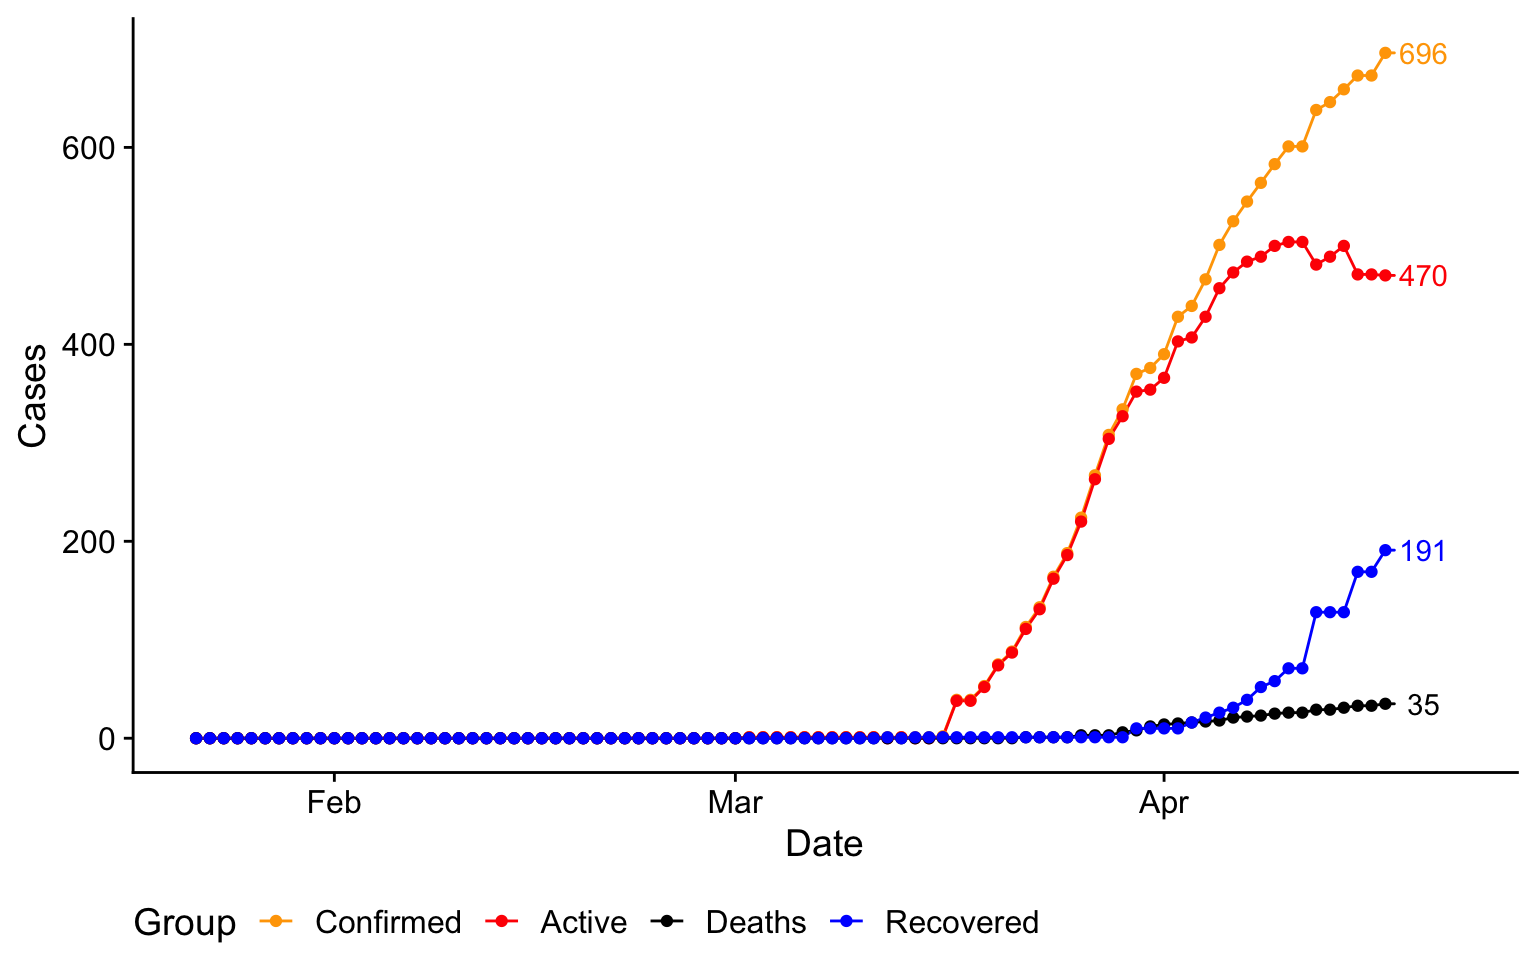 696
600
470
400
Cases
200
191
35
0
Feb Mar Apr
Date
Group Confirmed Active Deaths Recovered